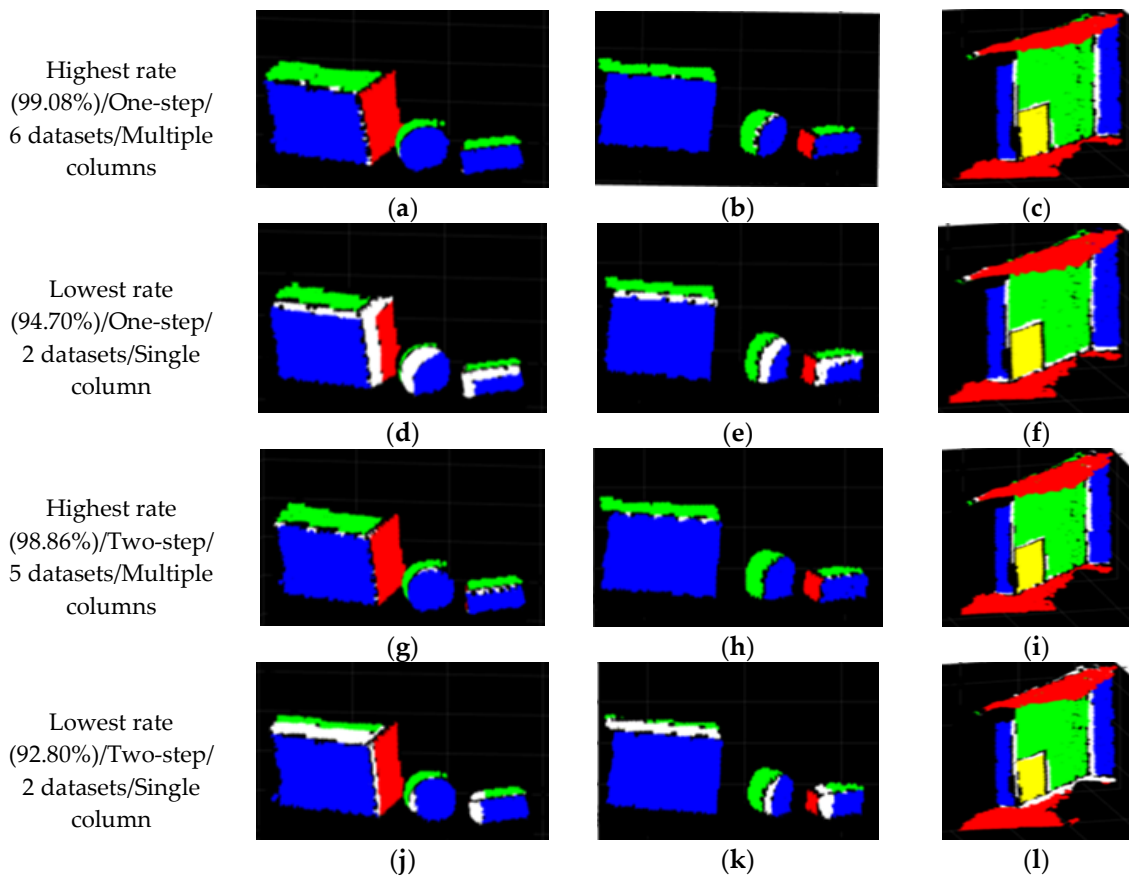 Highest rate
(99.08%)/One-step/
6 datasets/Multiple
columns
(a)
(b)
(c)
Lowest rate
(94.70%)/One-step/
2 datasets/Single
column
(d)
(e)
(f)
Highest rate
(98.86%)/Two-step/
5 datasets/Multiple
columns
(g)
(h)
(i)
Lowest rate
(92.80%)/Two-step/
2 datasets/Single
column
(j)
(k)
(l)